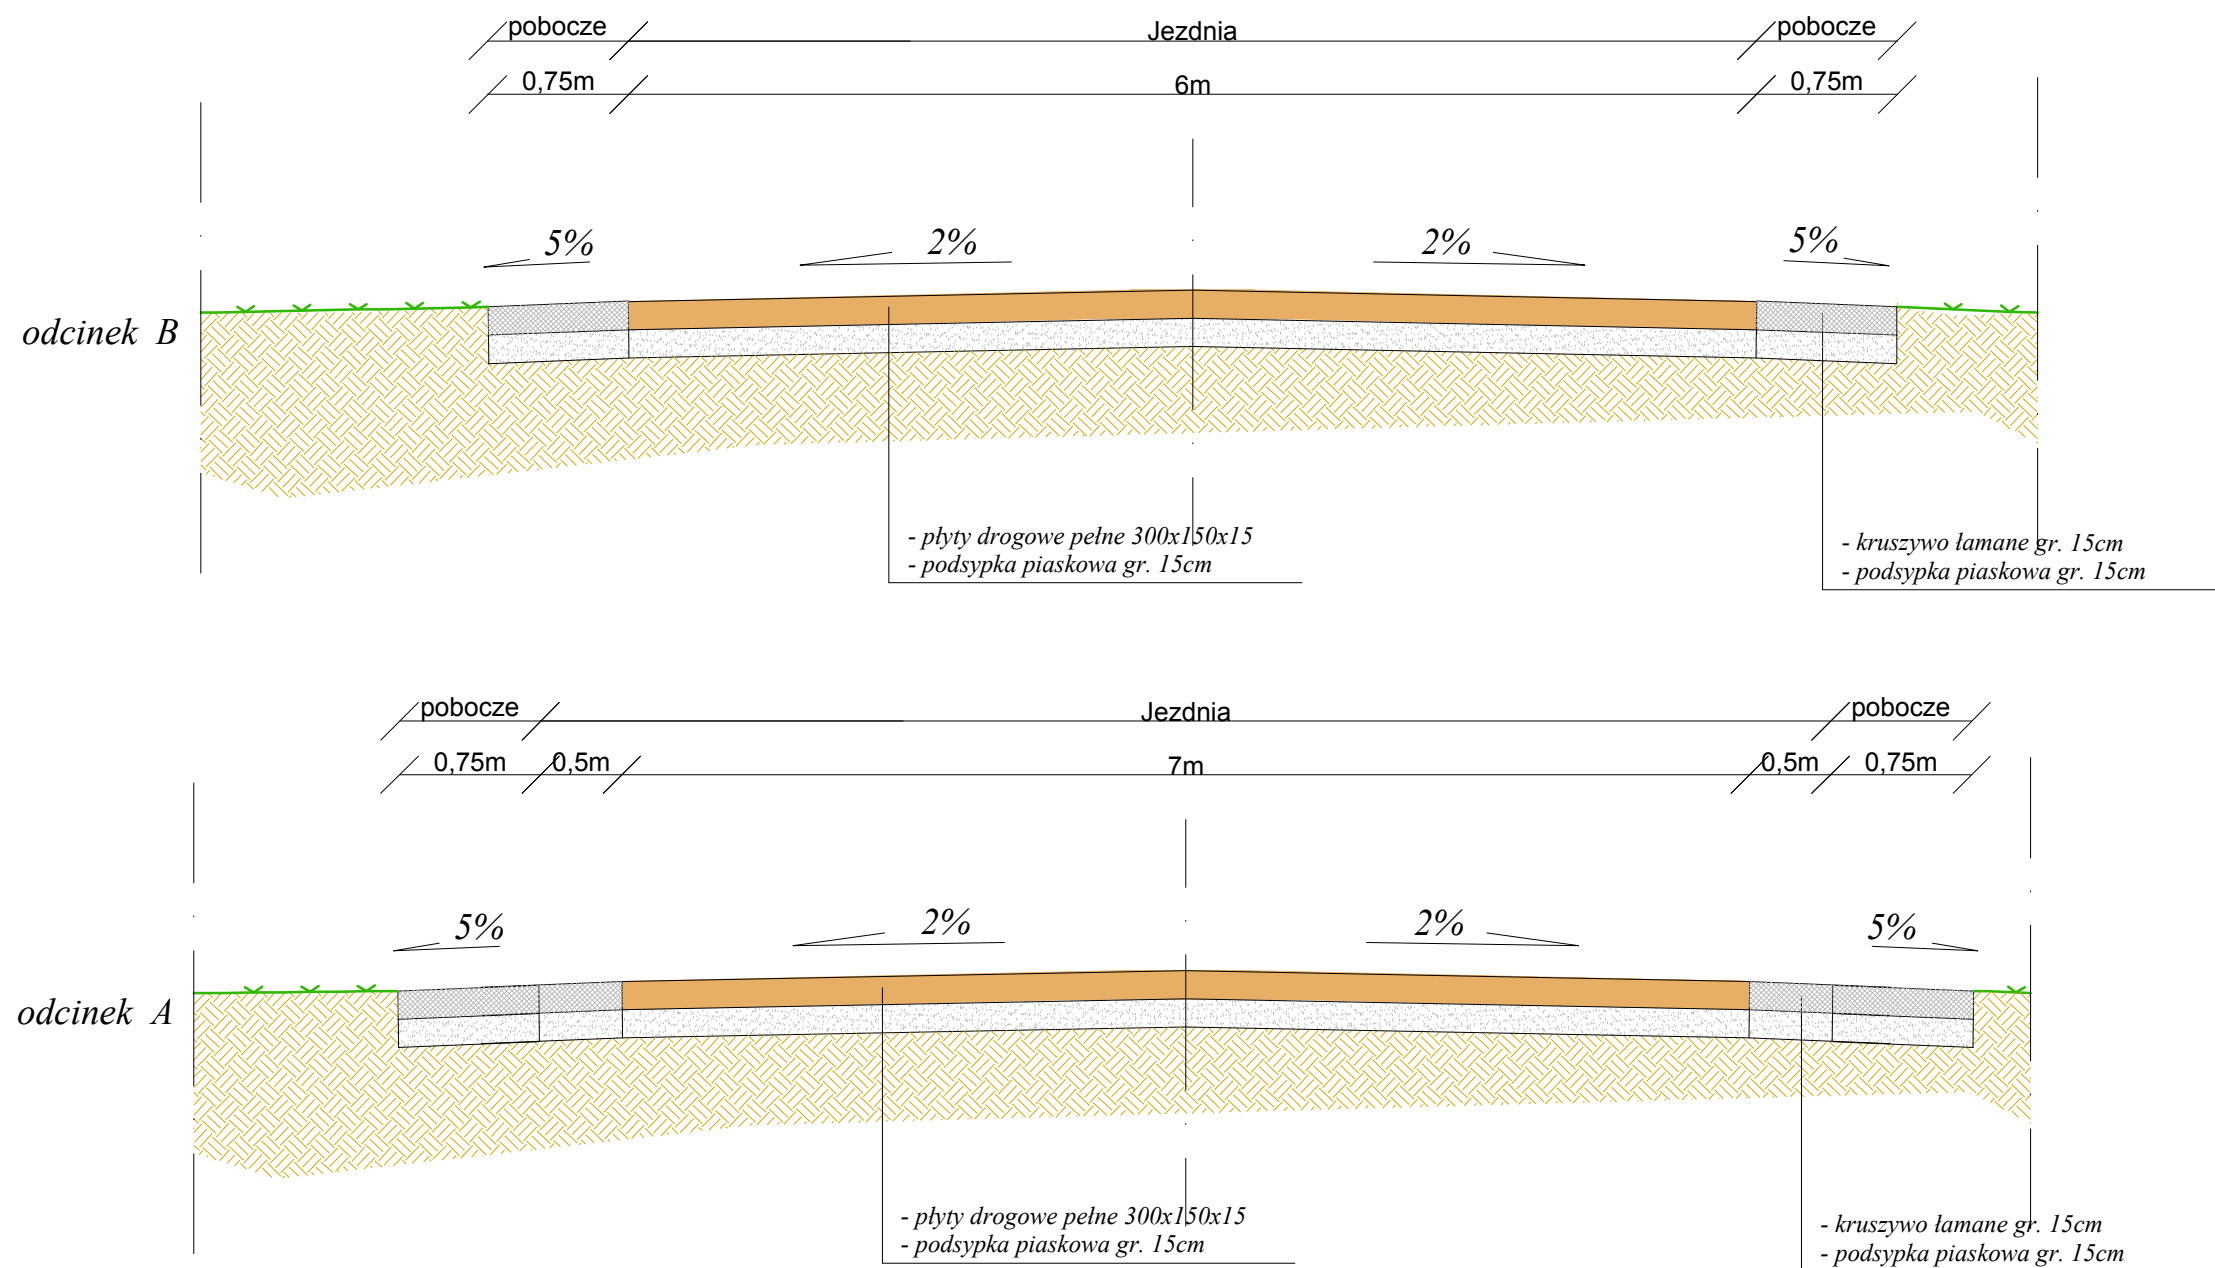 pobocze Jezdnia pobocze
0,75m 6m 0,75m
5% 2% 2% 5%
odcinek B
- płyty drogowe pełne 300x150x15
- podsypka piaskowa gr. 15cm
- kruszywo łamane gr. 15cm
- podsypka piaskowa gr. 15cm
pobocze Jezdnia pobocze
0,75m 0,5m 7m 0,5m 0,75m
5% 2% 2% 5%
odcinek A
- płyty drogowe pełne 300x150x15
- podsypka piaskowa gr. 15cm
- kruszywo łamane gr. 15cm
- podsypka piaskowa gr. 15cm